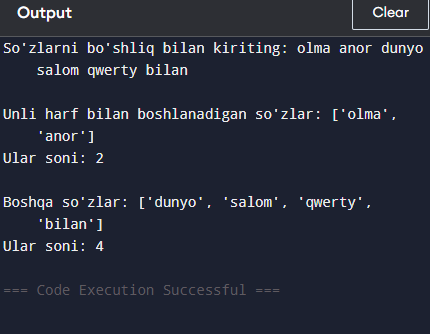 Output
Clear
So'zlarni bo'shliq bilan kiriting: olma anor dunyo
salom qwerty bilan
Unli harf bilan boshlanadigan so'zlar: ['olma',
'anor']
Ular soni: 2
Boshqa so'zlar: ['dunyo', 'salom', 'qwerty',
'bilan']
Ular soni: 4
=== Code Execution Successful ===